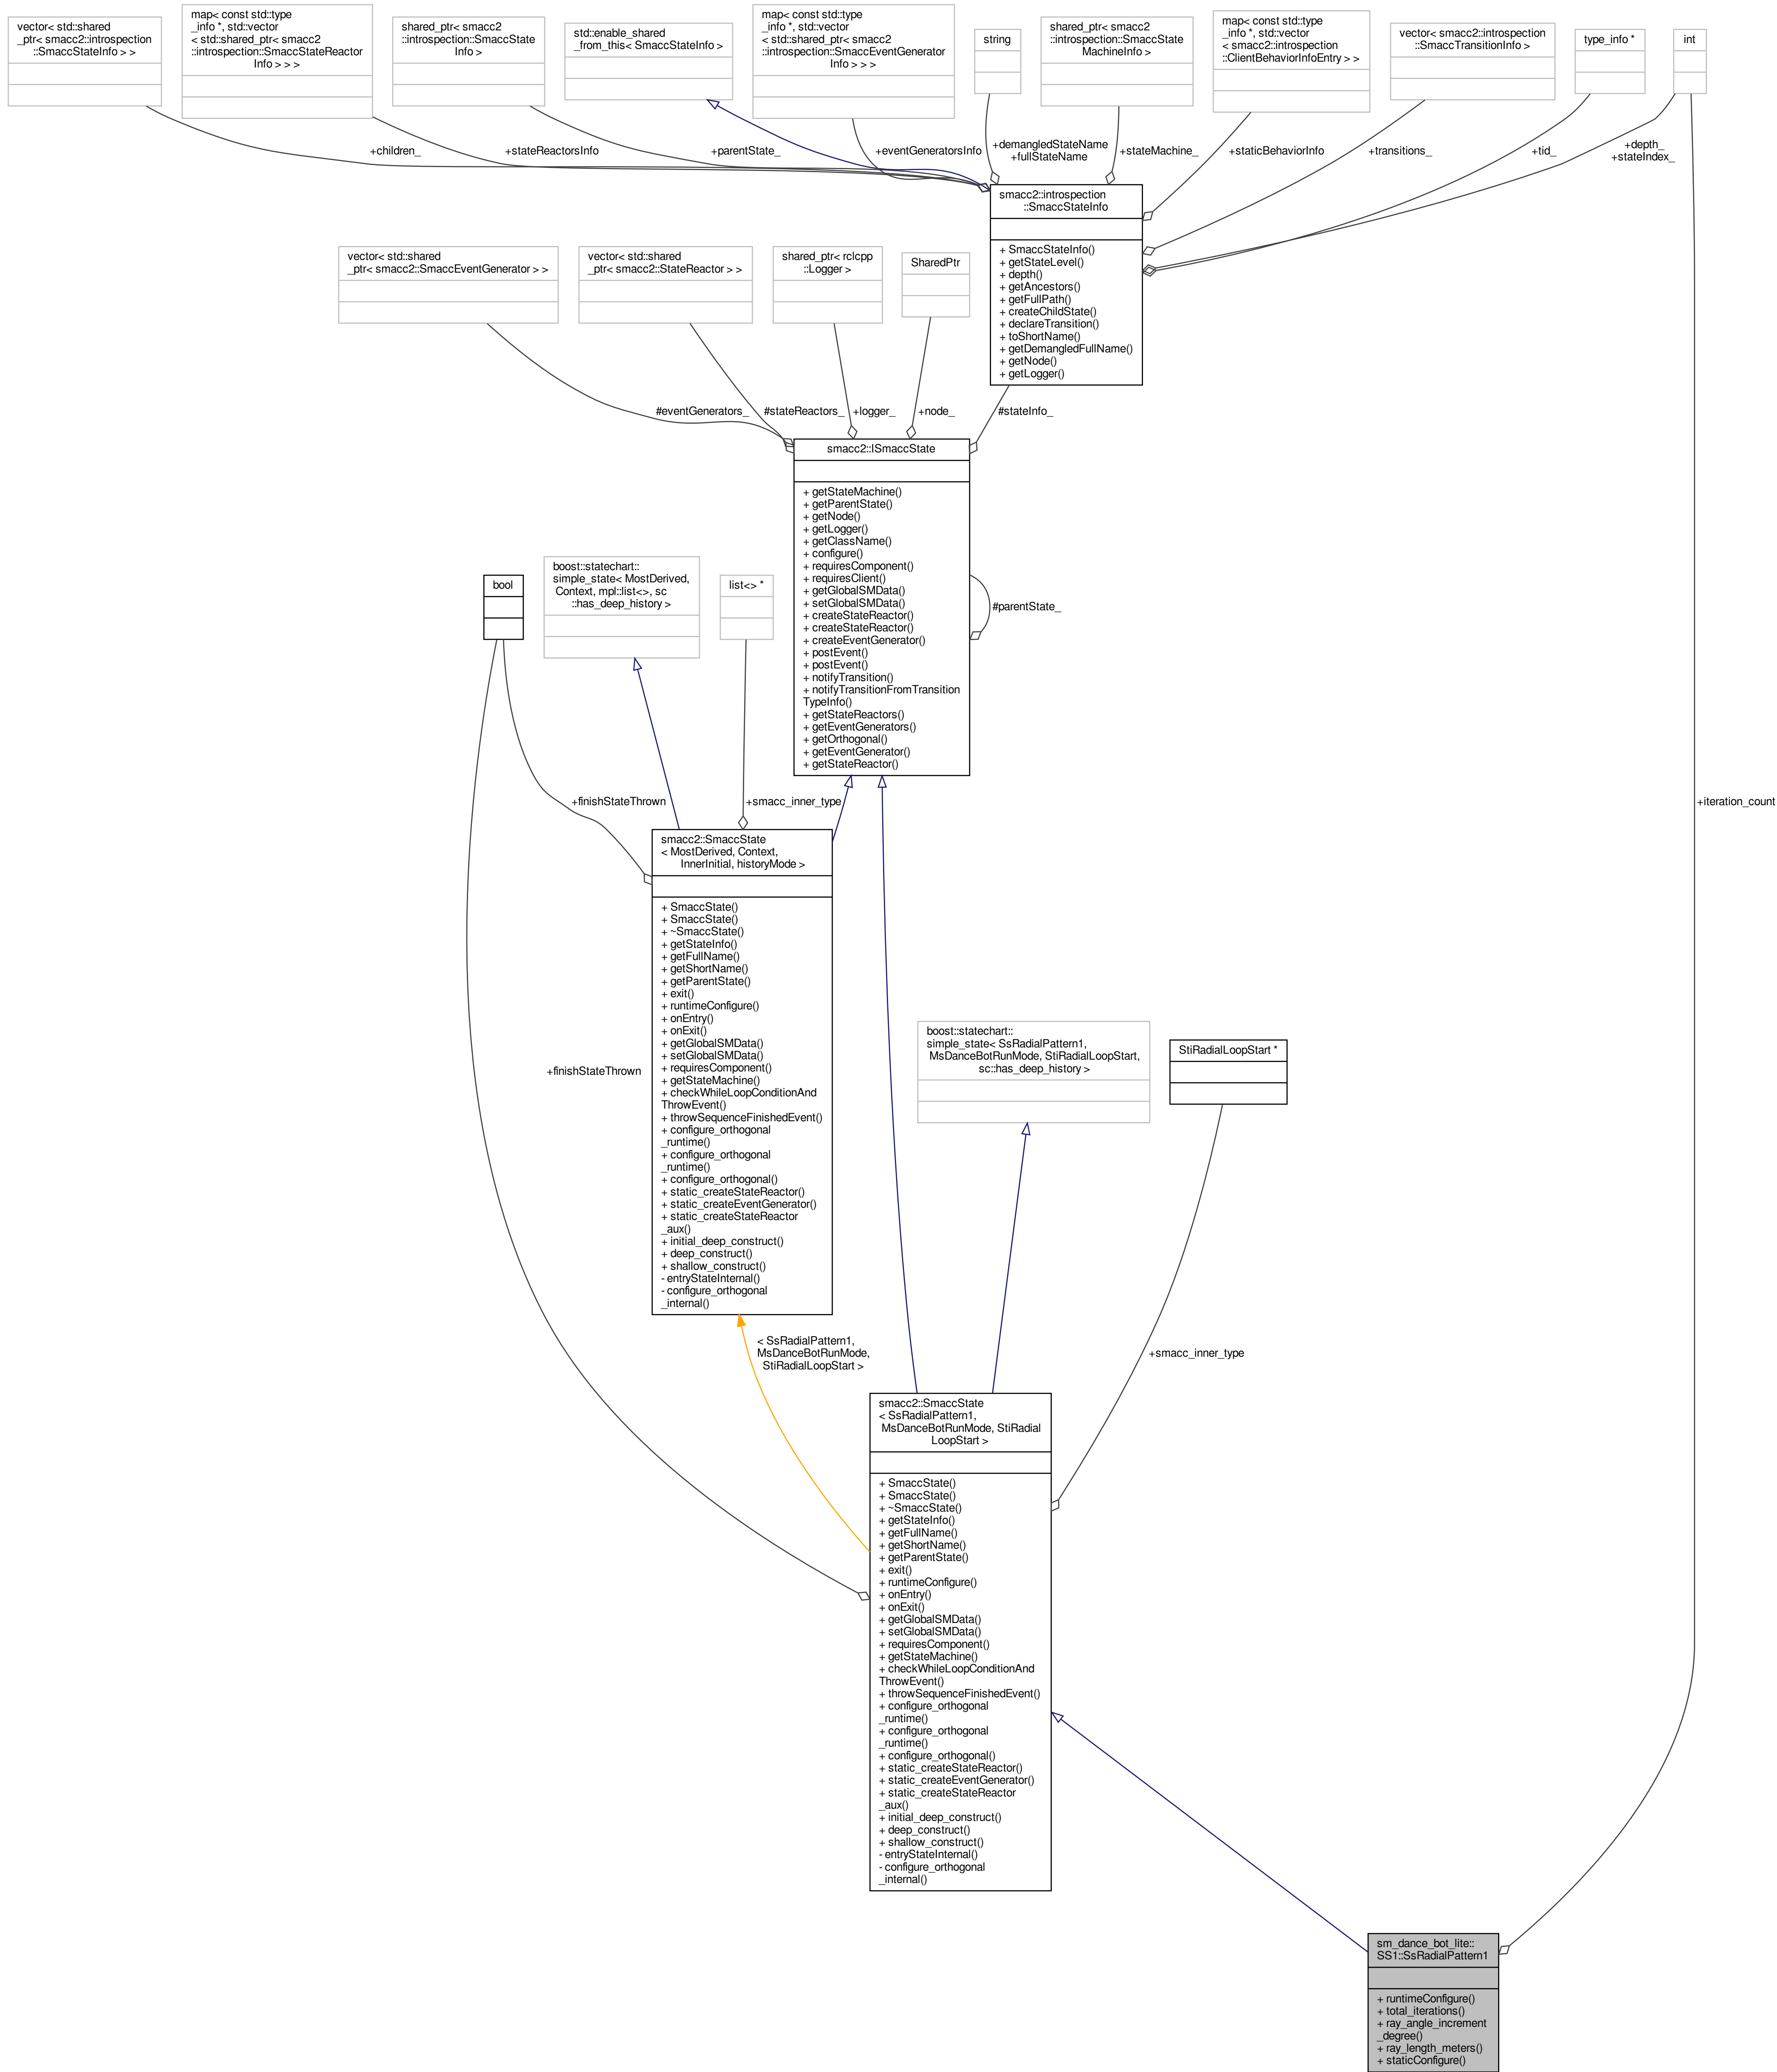 vector< std::shared
_ptr< smacc2::introspection
::SmaccStateInfo > >
map< const std::type
_info *, std::vector
< std::shared_ptr< smacc2
::introspection::SmaccStateReactor
Info > > >
shared_ptr< smacc2
::introspection::SmaccState
Info >
std::enable_shared
_from_this< SmaccStateInfo >
map< const std::type
_info *, std::vector
< std::shared_ptr< smacc2
::introspection::SmaccEventGenerator
Info > > >
string
shared_ptr< smacc2
::introspection::SmaccState
MachineInfo >
map< const std::type
_info *, std::vector
< smacc2::introspection
::ClientBehaviorInfoEntry > >
vector< smacc2::introspection
::SmaccTransitionInfo >
type_info *
int
+children_
+stateReactorsInfo
+parentState_
+eventGeneratorsInfo
+demangledStateName
+fullStateName
+stateMachine_
+staticBehaviorInfo
+transitions_
+tid_
+depth_
+stateIndex_
smacc2::introspection
::SmaccStateInfo
+ SmaccStateInfo()
+ getStateLevel()
+ depth()
+ getAncestors()
+ getFullPath()
+ createChildState()
+ declareTransition()
+ toShortName()
+ getDemangledFullName()
+ getNode()
+ getLogger()
vector< std::shared
_ptr< smacc2::SmaccEventGenerator > >
vector< std::shared
_ptr< smacc2::StateReactor > >
shared_ptr< rclcpp
::Logger >
SharedPtr
#eventGenerators_
#stateReactors_
+logger_
+node_
#stateInfo_
smacc2::ISmaccState
+ getStateMachine()
+ getParentState()
+ getNode()
+ getLogger()
+ getClassName()
+ configure()
+ requiresComponent()
+ requiresClient()
+ getGlobalSMData()
+ setGlobalSMData()
+ createStateReactor()
+ createStateReactor()
+ createEventGenerator()
+ postEvent()
+ postEvent()
+ notifyTransition()
+ notifyTransitionFromTransition
TypeInfo()
+ getStateReactors()
+ getEventGenerators()
+ getOrthogonal()
+ getEventGenerator()
+ getStateReactor()
#parentState_
bool
boost::statechart::
simple_state< MostDerived,
Context, mpl::list<>, sc
::has_deep_history >
list<> *
+finishStateThrown
+smacc_inner_type
+iteration_count
smacc2::SmaccState
< MostDerived, Context,
InnerInitial, historyMode >
+ SmaccState()
+ SmaccState()
+ ~SmaccState()
+ getStateInfo()
+ getFullName()
+ getShortName()
+ getParentState()
+ exit()
+ runtimeConfigure()
+ onEntry()
+ onExit()
+ getGlobalSMData()
+ setGlobalSMData()
+ requiresComponent()
+ getStateMachine()
+ checkWhileLoopConditionAnd
ThrowEvent()
+ throwSequenceFinishedEvent()
+ configure_orthogonal
_runtime()
+ configure_orthogonal
_runtime()
+ configure_orthogonal()
+ static_createStateReactor()
+ static_createEventGenerator()
+ static_createStateReactor
_aux()
+ initial_deep_construct()
+ deep_construct()
+ shallow_construct()
- entryStateInternal()
- configure_orthogonal
_internal()
+finishStateThrown
boost::statechart::
simple_state< SsRadialPattern1,
MsDanceBotRunMode, StiRadialLoopStart,
sc::has_deep_history >
StiRadialLoopStart *
< SsRadialPattern1,
MsDanceBotRunMode,
StiRadialLoopStart >
+smacc_inner_type
smacc2::SmaccState
< SsRadialPattern1,
MsDanceBotRunMode, StiRadial
LoopStart >
+ SmaccState()
+ SmaccState()
+ ~SmaccState()
+ getStateInfo()
+ getFullName()
+ getShortName()
+ getParentState()
+ exit()
+ runtimeConfigure()
+ onEntry()
+ onExit()
+ getGlobalSMData()
+ setGlobalSMData()
+ requiresComponent()
+ getStateMachine()
+ checkWhileLoopConditionAnd
ThrowEvent()
+ throwSequenceFinishedEvent()
+ configure_orthogonal
_runtime()
+ configure_orthogonal
_runtime()
+ configure_orthogonal()
+ static_createStateReactor()
+ static_createEventGenerator()
+ static_createStateReactor
_aux()
+ initial_deep_construct()
+ deep_construct()
+ shallow_construct()
- entryStateInternal()
- configure_orthogonal
_internal()
sm_dance_bot_lite::
SS1::SsRadialPattern1
+ runtimeConfigure()
+ total_iterations()
+ ray_angle_increment
_degree()
+ ray_length_meters()
+ staticConfigure()